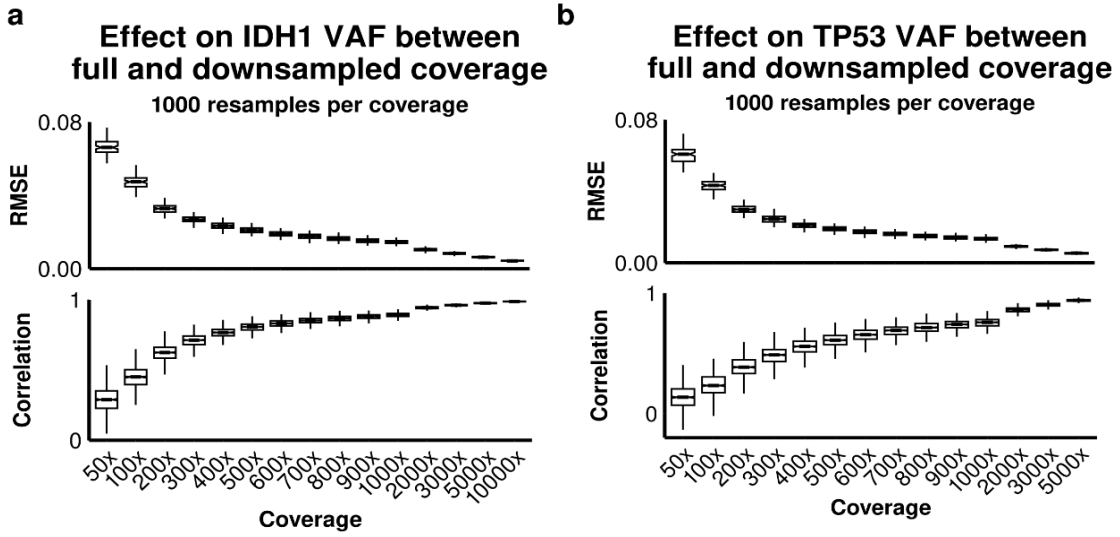 a
Effect on IDH1 VAF between
full and downsampled coverage
1000 resamples per coverage
0.08
RMSE
0.00
1
Correlation
0
50x
100x
200x
300x
400x
500x
600x
700x
800x
900x
1000x
2000x
3000x
5000x
10000x
Coverage
b
Effect on TP53 VAF between
full and downsampled coverage
1000 resamples per coverage
0.08
RMSE
0.00
1
Correlation
0
50x
100x
200x
300x
400x
500x
600x
700x
800x
900x
1000x
2000x
3000x
5000x
Coverage